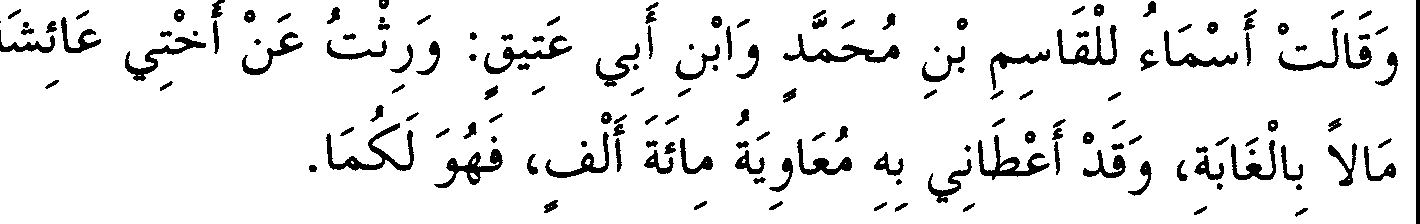 وَقَالَتْ أَسْمَاءُ لِلْقَاسِمِ بْنِ مُحَمَّدٍ وَابْنِ أَبِي عَتِيقٍ: وَرِثْتُ عَنْ أُخْتِي عَائِشَ
مَالاً بِالْغَابَةِ، وَقَدْ أَعْطَانِي بِهِ مُعَاوِيَةُ مِائَةَ أَلْفٍ، فَهُوَ لَكُمَا.